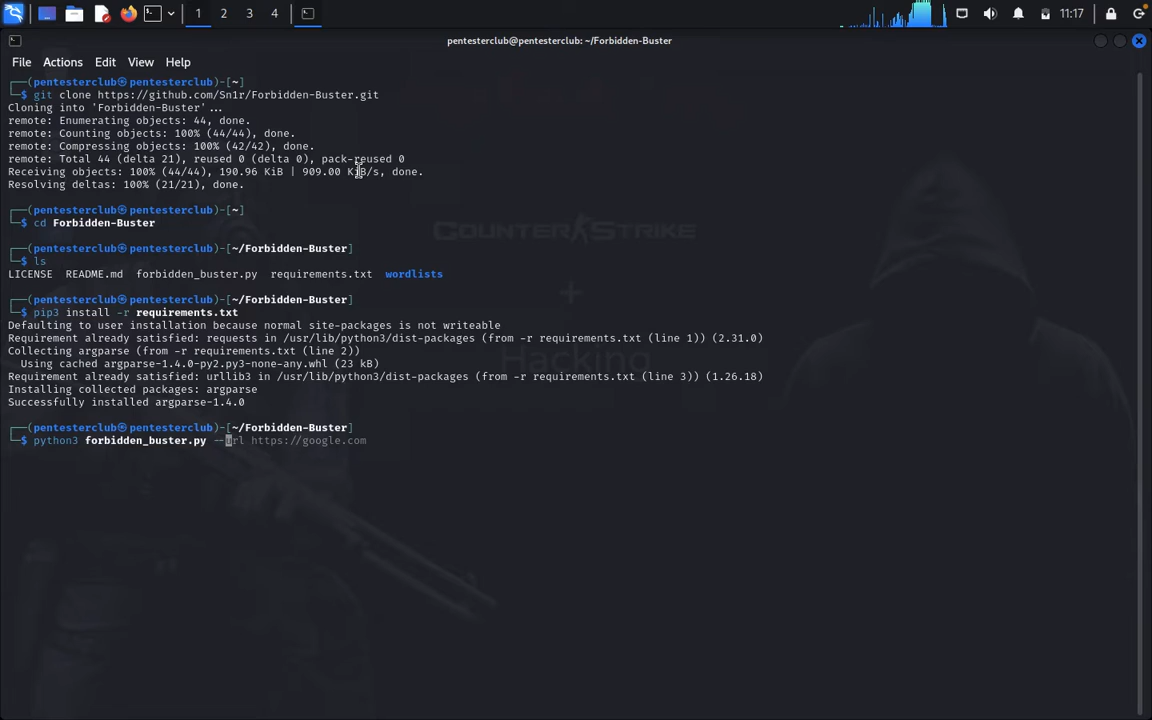 1 2 3 4 11:17
pentesterclub@pentesterclub: ~/Forbidden-Buster
File Actions Edit View Help
┌──(pentesterclub㉿pentesterclub)-[~]
└─$ git clone https://github.com/Sn1r/Forbidden-Buster.git
Cloning into 'Forbidden-Buster'...
remote: Enumerating objects: 44, done.
remote: Counting objects: 100% (44/44), done.
remote: Compressing objects: 100% (42/42), done.
remote: Total 44 (delta 21), reused 0 (delta 0), pack-reused 0
Receiving objects: 100% (44/44), 190.96 KiB | 909.00 KiB/s, done.
Resolving deltas: 100% (21/21), done.
┌──(pentesterclub㉿pentesterclub)-[~]
└─$ cd Forbidden-Buster
┌──(pentesterclub㉿pentesterclub)-[~/Forbidden-Buster]
└─$ ls
LICENSE README.md forbidden_buster.py requirements.txt wordlists
┌──(pentesterclub㉿pentesterclub)-[~/Forbidden-Buster]
└─$ pip3 install -r requirements.txt
Defaulting to user installation because normal site-packages is not writeable
Requirement already satisfied: requests in /usr/lib/python3/dist-packages (from -r requirements.txt (line 1)) (2.31.0)
Collecting argparse (from -r requirements.txt (line 2))
Using cached argparse-1.4.0-py2.py3-none-any.whl (23 kB)
Requirement already satisfied: urllib3 in /usr/lib/python3/dist-packages (from -r requirements.txt (line 3)) (1.26.18)
Installing collected packages: argparse
Successfully installed argparse-1.4.0
┌──(pentesterclub㉿pentesterclub)-[~/Forbidden-Buster]
└─$ python3 forbidden_buster.py --url https://google.com
COUNTER STRIKE
+
Hacking